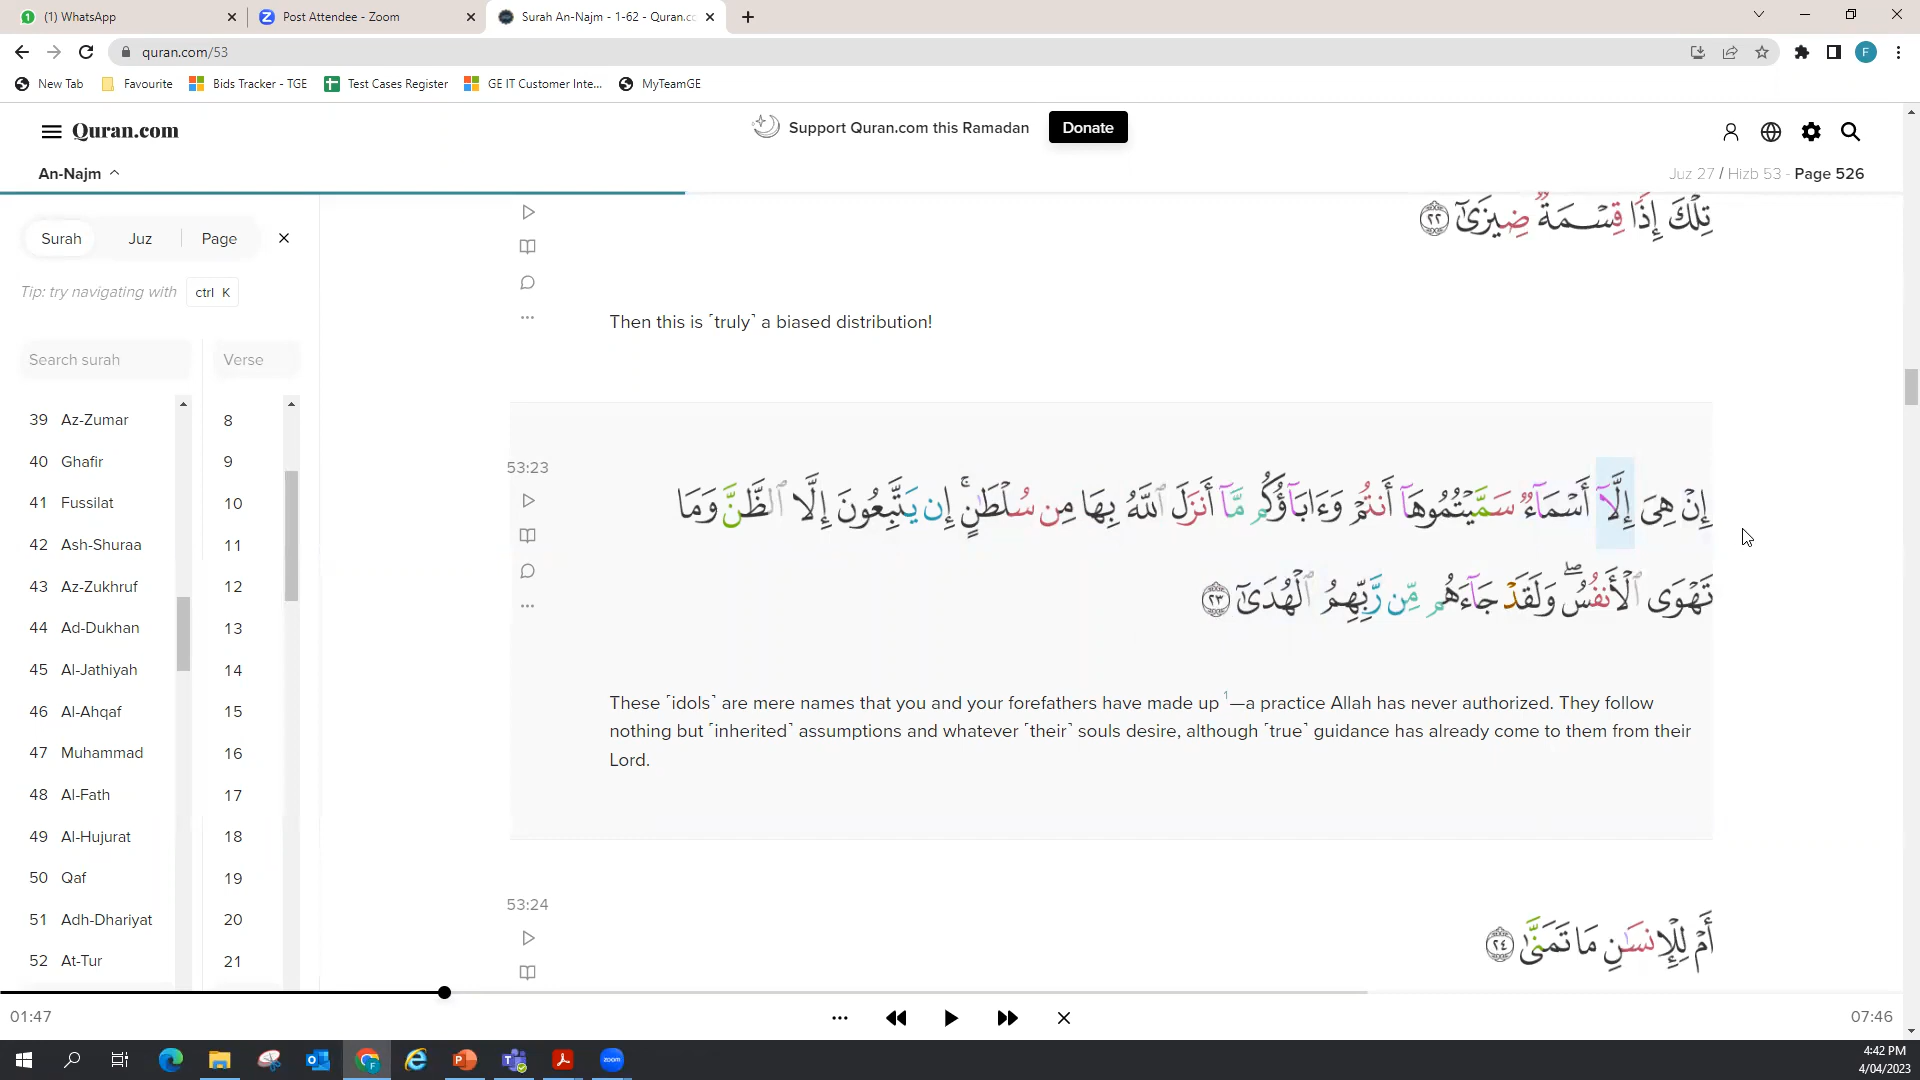 (1) WhatsApp
Post Attendee - Zoom
Surah An-Najm - 1-62 - Quran.co
quran.com/53
F
New Tab
Favourite
Bids Tracker - TGE
Test Cases Register
GE IT Customer Inte...
MyTeamGE
Quran.com
Support Quran.com this Ramadan
Donate
An-Najm
Juz 27 / Hizb 53 - Page 526
Surah
Juz
Page
Tip: try navigating with ctrl K
Search surah
Verse
39 Az-Zumar 8
40 Ghafir 9
41 Fussilat 10
42 Ash-Shuraa 11
43 Az-Zukhruf 12
44 Ad-Dukhan 13
45 Al-Jathiyah 14
46 Al-Ahqaf 15
47 Muhammad 16
48 Al-Fath 17
49 Al-Hujurat 18
50 Qaf 19
51 Adh-Dhariyat 20
52 At-Tur 21
تِلْكَ إِذًا قِسْمَةٌ ضِيزَىٰٓ ٢٢
Then this is ˹truly˺ a biased distribution!
53:23
إِنْ هِىَ إِلَّآ أَسْمَآءٌ سَمَّيْتُمُوهَآ أَنتُمْ وَءَابَآؤُكُم مَّآ أَنزَلَ ٱللَّهُ بِهَا مِن سُلْطَـٰنٍ ۚ إِن يَتَّبِعُونَ إِلَّا ٱلظَّنَّ وَمَا
تَهْوَى ٱلْأَنفُسُ ۖ وَلَقَدْ جَآءَهُم مِّن رَّبِّهِمُ ٱلْهُدَىٰٓ ٢٣
These ˹idols˺ are mere names that you and your forefathers have made up 1—a practice Allah has never authorized. They follow
nothing but ˹inherited˺ assumptions and whatever ˹their˺ souls desire, although ˹true˺ guidance has already come to them from their
Lord.
53:24
أَمْ لِلْإِنسَـٰنِ مَا تَمَنَّىٰ ٢٤
01:47
07:46
4:42 PM
4/04/2023